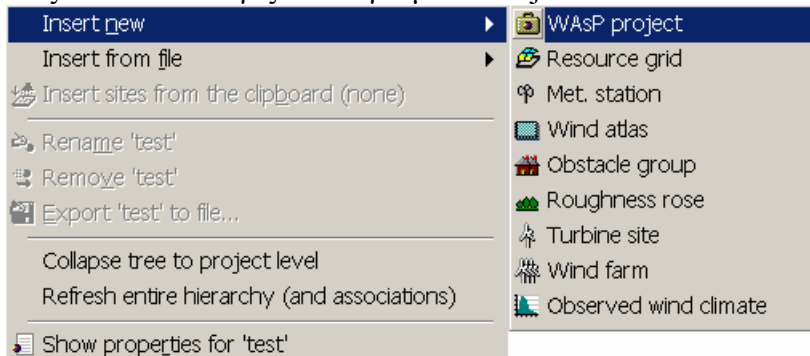 Insert new
Insert from file
Insert sites from the clipboard (none)
Rename 'test'
Remove 'test'
Export 'test' to file...
Collapse tree to project level
Refresh entire hierarchy (and associations)
Show properties for 'test'
WAsP project
Resource grid
Met. station
Wind atlas
Obstacle group
Roughness rose
Turbine site
Wind farm
Observed wind climate